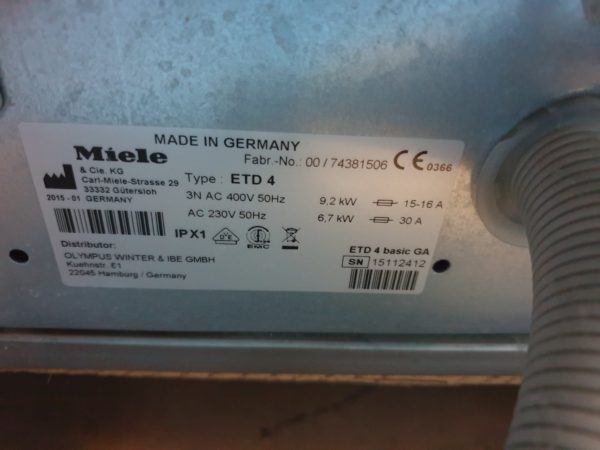 MADE IN GERMANY
Miele
& Cie. KG
Carl-Miele-Strasse 29
33332 Gütersloh
2015 - 01 GERMANY
Fabr.-No.: 00 / 74381506 CE 0366
Type : ETD 4
3N AC 400V 50Hz 9,2 kW 15-16 A
AC 230V 50Hz 6,7 kW 30 A
IPX1
EMC
Distributor:
OLYMPUS WINTER & IBE GMBH
Kuehnstr. 61
22045 Hamburg / Germany
ETD 4 basic GA
SN 15112412